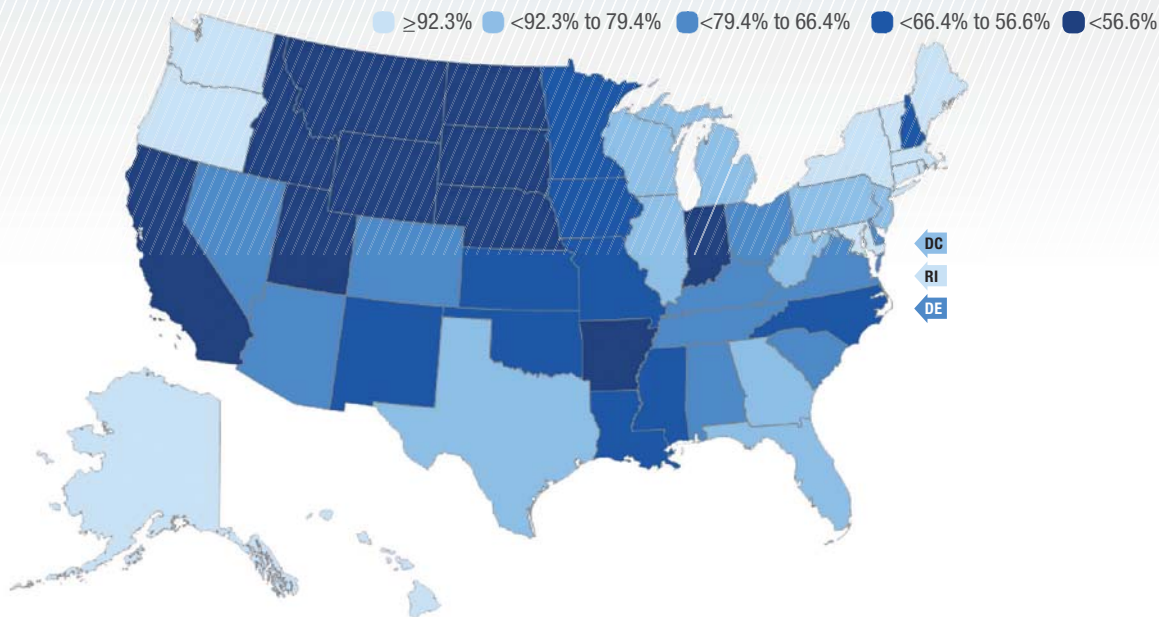 ≥92.3% <92.3% to 79.4% <79.4% to 66.4% <66.4% to 56.6% <56.6%
DC
RI
DE